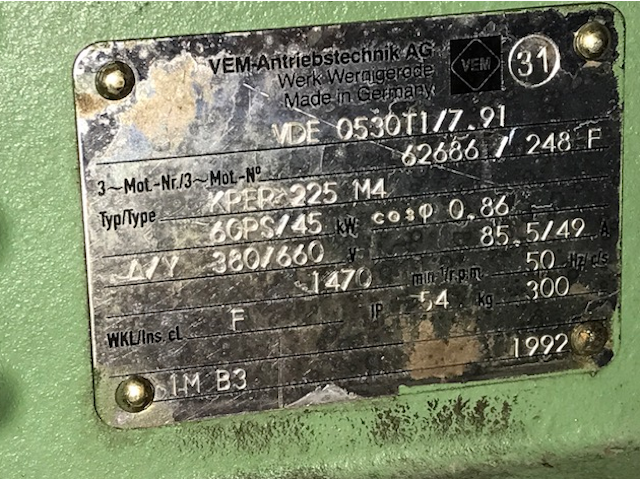 VEM-Antriebstechnik AG VEM 31
Werk Wernigerode
Made in Germany
VDE 0530T1/7.91
3~Mot.-Nr./3~Mot.-Nº 62686 / 248 F
Typ/Type KPER 225 M4
60PS/45 kW cosφ 0,86
Δ/Y 380/660 V 85,5/49 A
1470 min⁻¹/r.p.m. 50 Hz/c/s
WKL/Ins. cl. F IP 54 kg 300
IM B3 1992